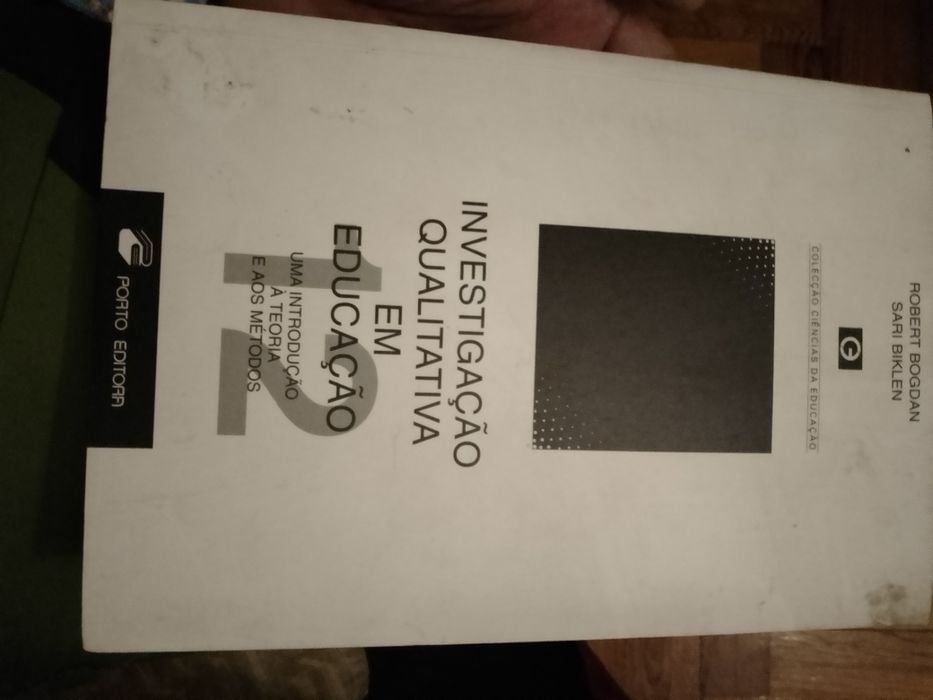 ROBERT BOGDAN
SARI BIKLEN
COLECÇÃO CIÊNCIAS DA EDUCAÇÃO
INVESTIGAÇÃO
QUALITATIVA
EM
EDUCAÇÃO
12
UMA INTRODUÇÃO
À TEORIA
E AOS MÉTODOS
PORTO EDITORA